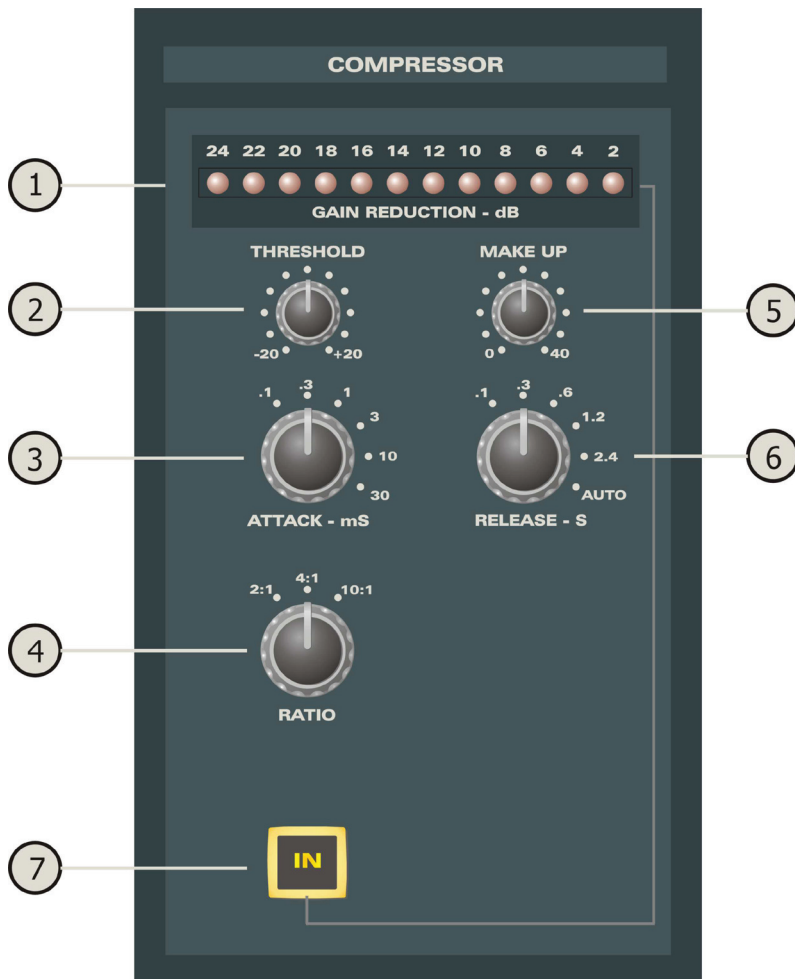 COMPRESSOR
24 22 20 18 16 14 12 10 8 6 4 2
1
GAIN REDUCTION - dB
THRESHOLD MAKE UP
2
5
-20 +20 0 40
.1 .3 1 3 10 30
3
ATTACK - mS
.1 .3 .6 1.2 2.4 AUTO
6
RELEASE - S
2:1 4:1 10:1
4
RATIO
7
IN